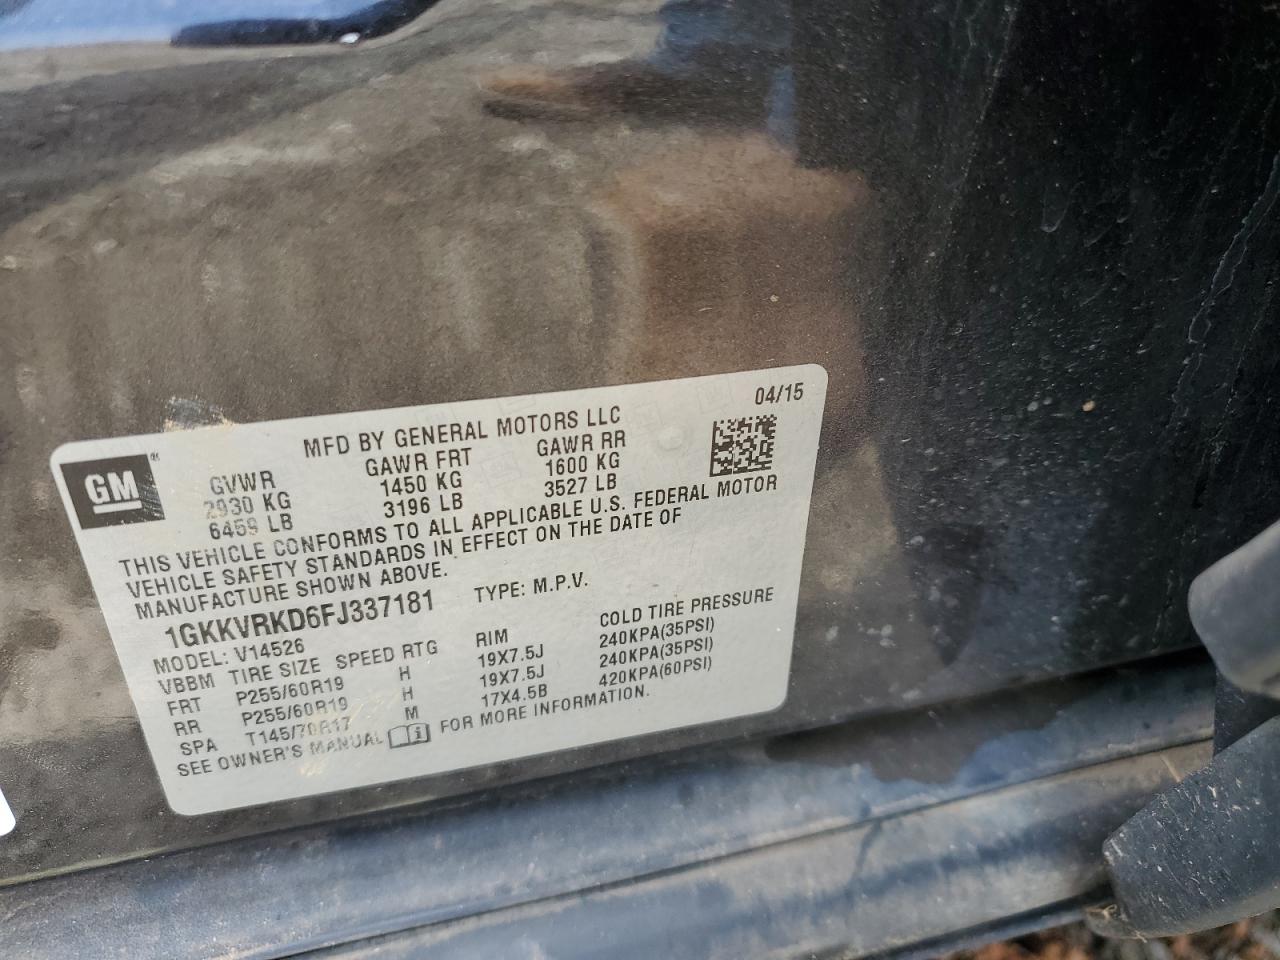 04/15
MFD BY GENERAL MOTORS LLC
GM®
GVWR GAWR FRT GAWR RR
2930 KG 1450 KG 1600 KG
6459 LB 3196 LB 3527 LB
THIS VEHICLE CONFORMS TO ALL APPLICABLE U.S. FEDERAL MOTOR
VEHICLE SAFETY STANDARDS IN EFFECT ON THE DATE OF
MANUFACTURE SHOWN ABOVE.
1GKKVRKD6FJ337181 TYPE: M.P.V.
MODEL: V14526
VBBM TIRE SIZE SPEED RTG RIM COLD TIRE PRESSURE
FRT P255/60R19 H 19X7.5J 240KPA(35PSI)
RR P255/60R19 H 19X7.5J 240KPA(35PSI)
SPA T145/70R17 M 17X4.5B 420KPA(60PSI)
SEE OWNER'S MANUAL FOR MORE INFORMATION.